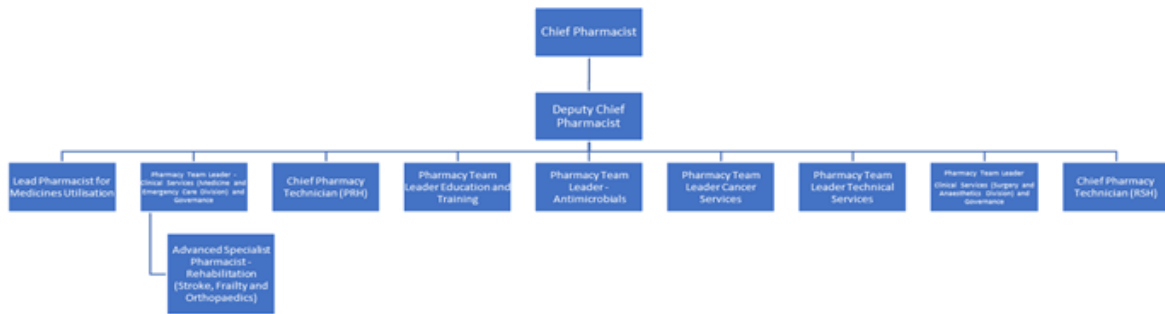 Chief Pharmacist
Deputy Chief
Pharmacist
Lead Pharmacist for
Medicines Utilisation
Pharmacy Team Leader -
Clinical Services (Medicine and
Emergency Care Division) and
Governance
Chief Pharmacy
Technician (PRH)
Pharmacy Team
Leader Education and
Training
Pharmacy Team
Leader -
Antimicrobials
Pharmacy Team
Leader Cancer
Services
Pharmacy Team
Leader Technical
Services
Pharmacy Team Leader
Clinical Services (Surgery and
Anaesthetics Division) and
Governance
Chief Pharmacy
Technician (RSH)
Advanced Specialist
Pharmacist -
Rehabilitation
(Stroke, Frailty and
Orthopaedics)